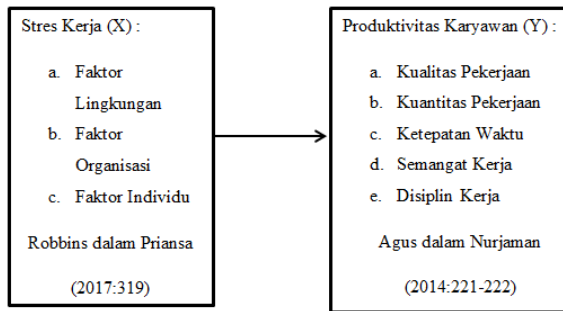 Stres Kerja (X) :
a. Faktor
Lingkungan
b. Faktor
Organisasi
c. Faktor Individu
Robbins dalam Priansa
(2017:319)
Produktivitas Karyawan (Y) :
a. Kualitas Pekerjaan
b. Kuantitas Pekerjaan
c. Ketepatan Waktu
d. Semangat Kerja
e. Disiplin Kerja
Agus dalam Nurjaman
(2014:221-222)